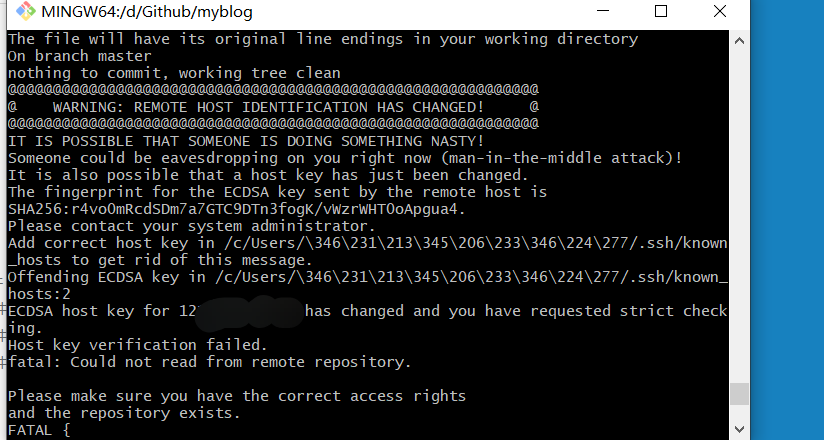 MINGW64:/d/Github/myblog
The file will have its original line endings in your working directory
On branch master
nothing to commit, working tree clean
@@@@@@@@@@@@@@@@@@@@@@@@@@@@@@@@@@@@@@@@@@@@@@@@@@@@@@@@@@@
@    WARNING: REMOTE HOST IDENTIFICATION HAS CHANGED!     @
@@@@@@@@@@@@@@@@@@@@@@@@@@@@@@@@@@@@@@@@@@@@@@@@@@@@@@@@@@@
IT IS POSSIBLE THAT SOMEONE IS DOING SOMETHING NASTY!
Someone could be eavesdropping on you right now (man-in-the-middle attack)!
It is also possible that a host key has just been changed.
The fingerprint for the ECDSA key sent by the remote host is
SHA256:r4voOmRcdSDm7a7GTC9DTn3fogK/vWzrWHTOoApgua4.
Please contact your system administrator.
Add correct host key in /c/Users/\346\231\213\345\206\233\346\224\277/.ssh/known
_hosts to get rid of this message.
Offending ECDSA key in /c/Users/\346\231\213\345\206\233\346\224\277/.ssh/known_
hosts:2
ECDSA host key for 12 has changed and you have requested strict check
ing.
Host key verification failed.
fatal: Could not read from remote repository.
Please make sure you have the correct access rights
and the repository exists.
FATAL {